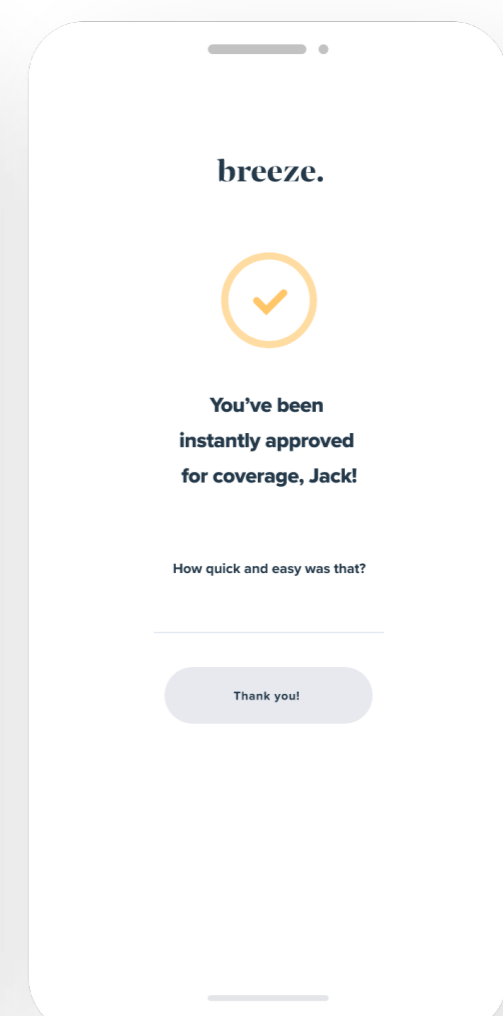 breeze.
You’ve been
instantly approved
for coverage, Jack!
How quick and easy was that?
Thank you!